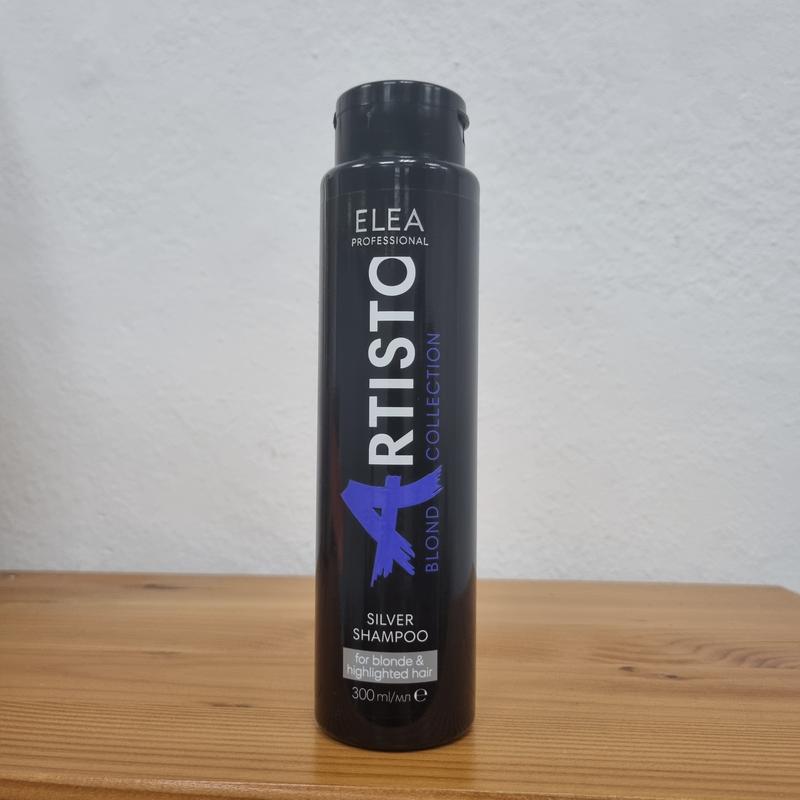 ELEA
PROFESSIONAL
ARTISTO
BLOND COLLECTION
SILVER
SHAMPOO
for blonde &
highlighted hair
300 ml/мл ℮